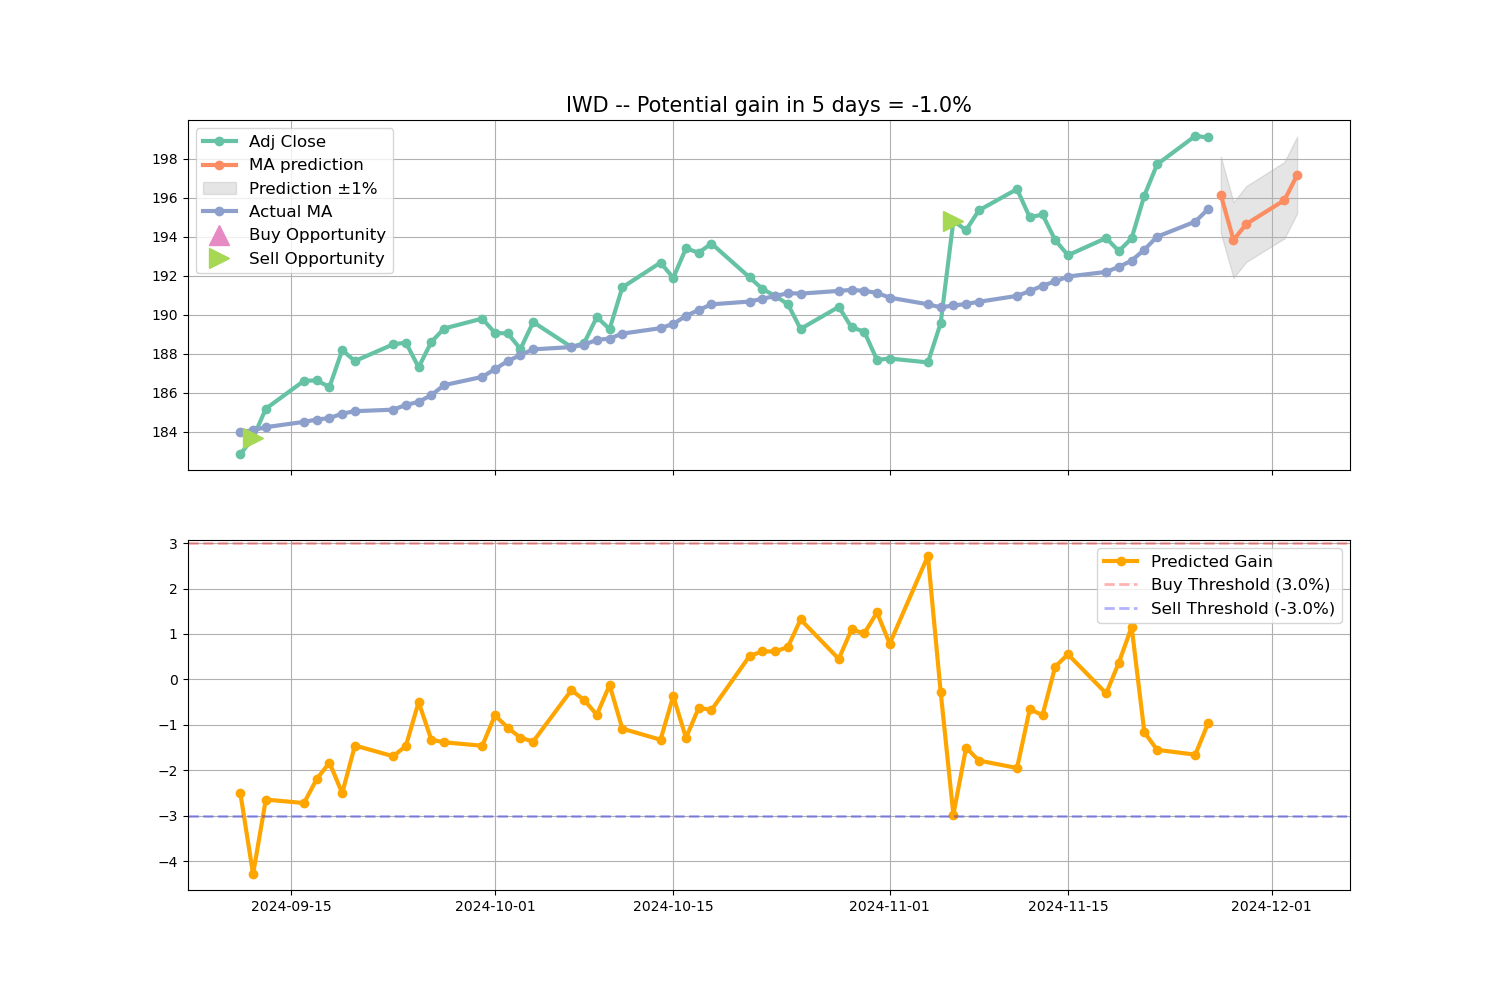 IWD -- Potential gain in 5 days = -1.0%
Adj Close
MA prediction
Prediction ±1%
Actual MA
Buy Opportunity
Sell Opportunity
198
196
194
192
190
188
186
184
Predicted Gain
Buy Threshold (3.0%)
Sell Threshold (-3.0%)
3
2
1
0
−1
−2
−3
−4
2024-09-15 2024-10-01 2024-10-15 2024-11-01 2024-11-15 2024-12-01